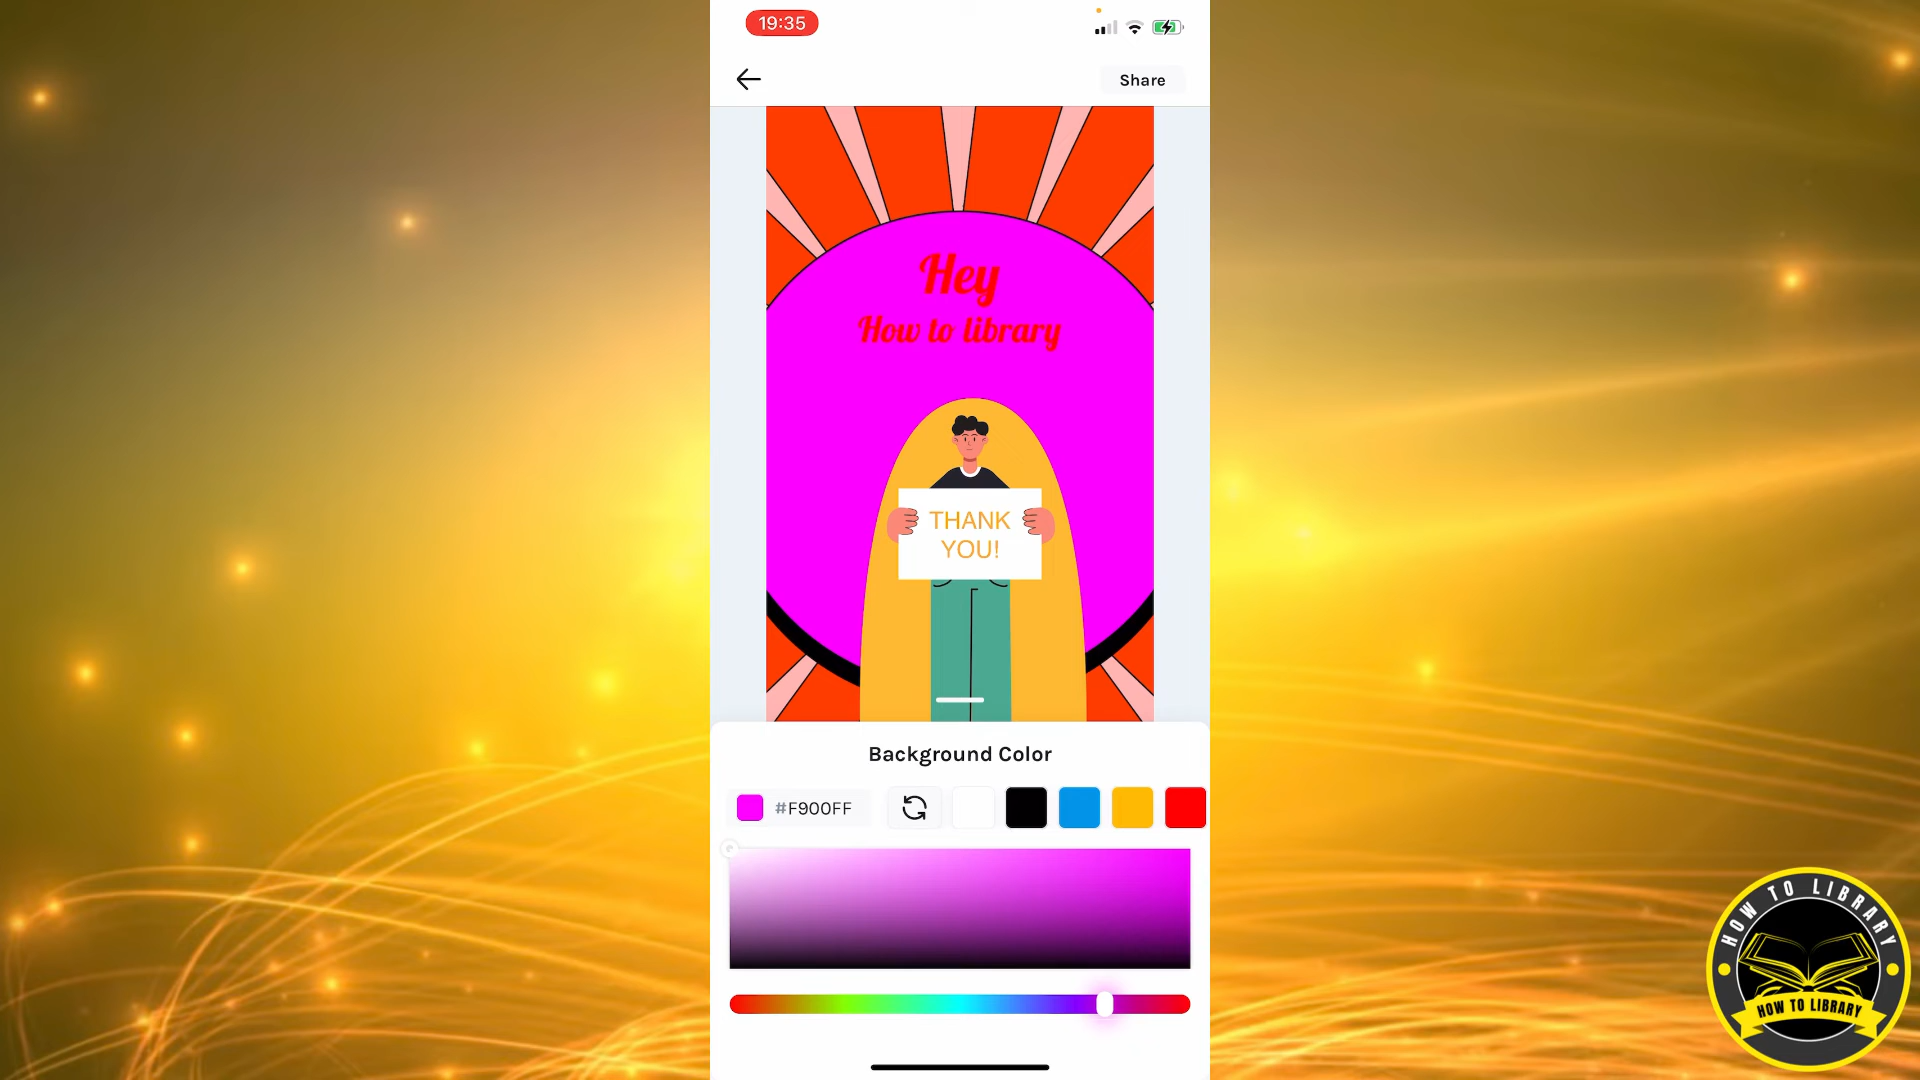 19:35
Share
Hey
How to library
THANK
YOU!
Background Color
#F900FF
HOW TO LIBRARY
HOW TO LIBRARY